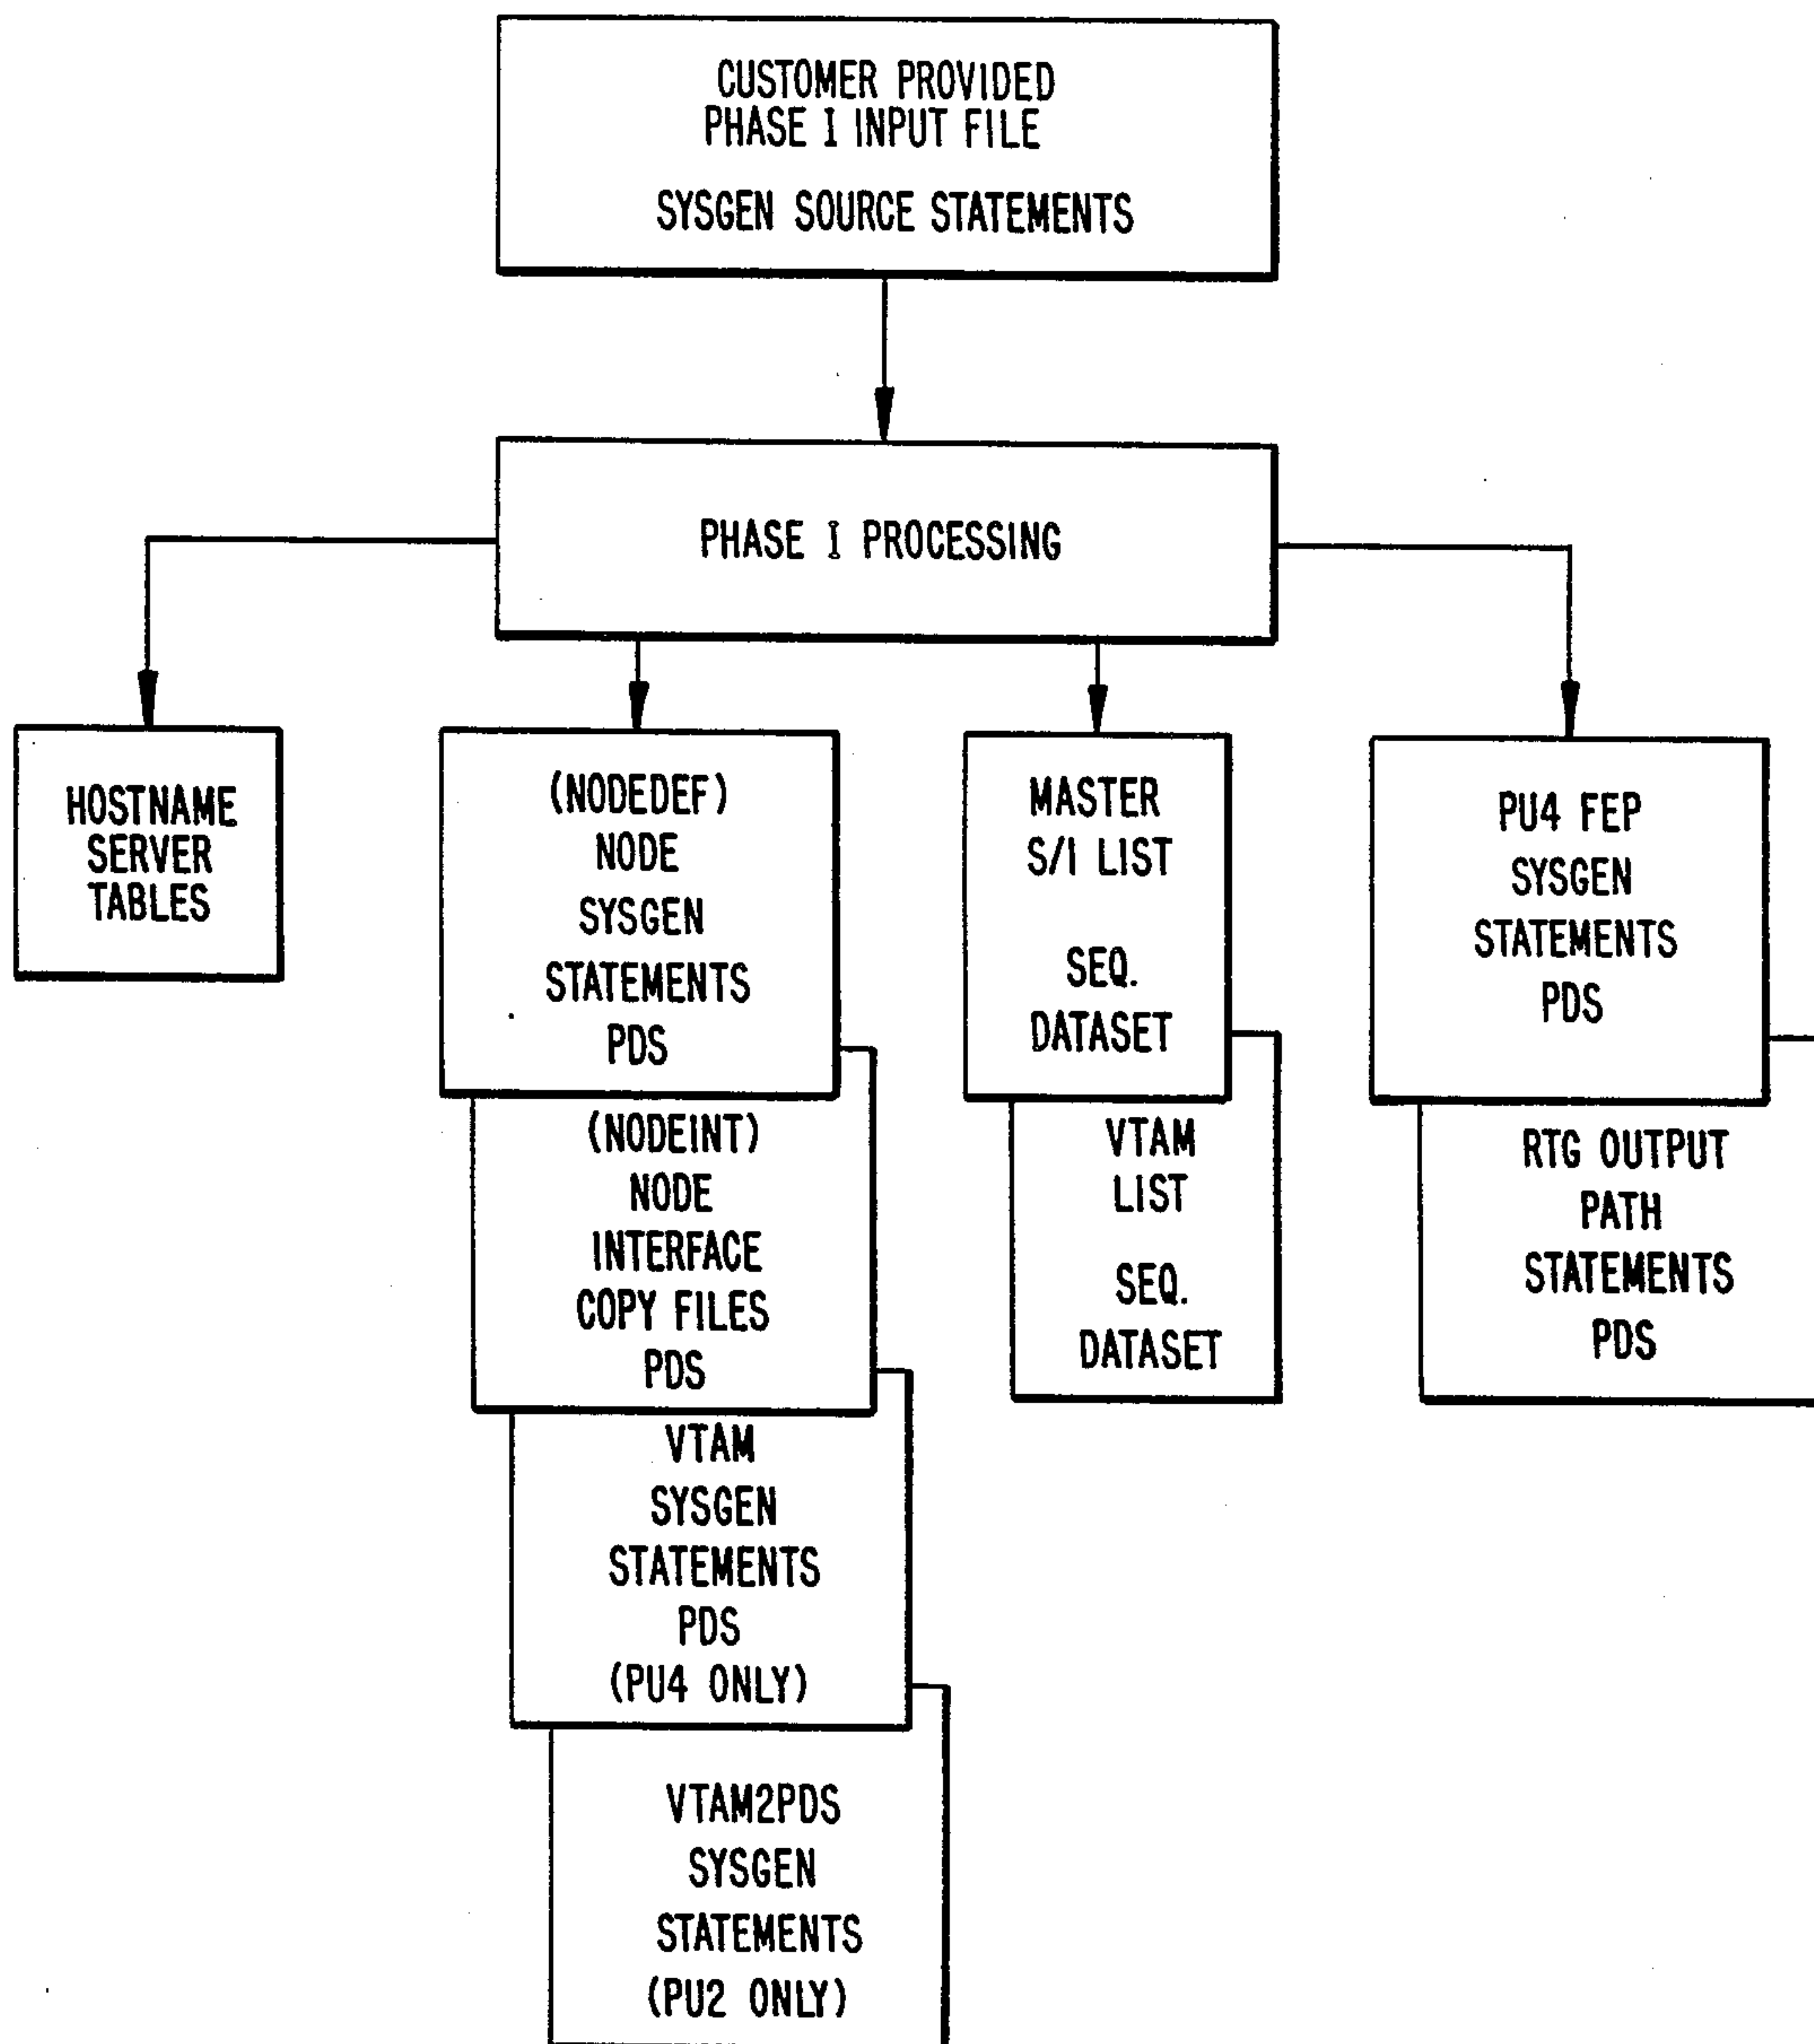 CUSTOMER PROVIDED
PHASE I INPUT FILE
SYSGEN SOURCE STATEMENTS
PHASE I PROCESSING
HOSTNAME
SERVER
TABLES
(NODEDEF)
NODE
SYSGEN
STATEMENTS
PDS
(NODEINT)
NODE
INTERFACE
COPY FILES
PDS
VTAM
SYSGEN
STATEMENTS
PDS
(PU4 ONLY)
VTAM2PDS
SYSGEN
STATEMENTS
(PU2 ONLY)
MASTER
S/I LIST
SEQ.
DATASET
VTAM
LIST
SEQ.
DATASET
PU4 FEP
SYSGEN
STATEMENTS
PDS
RTG OUTPUT
PATH
STATEMENTS
PDS